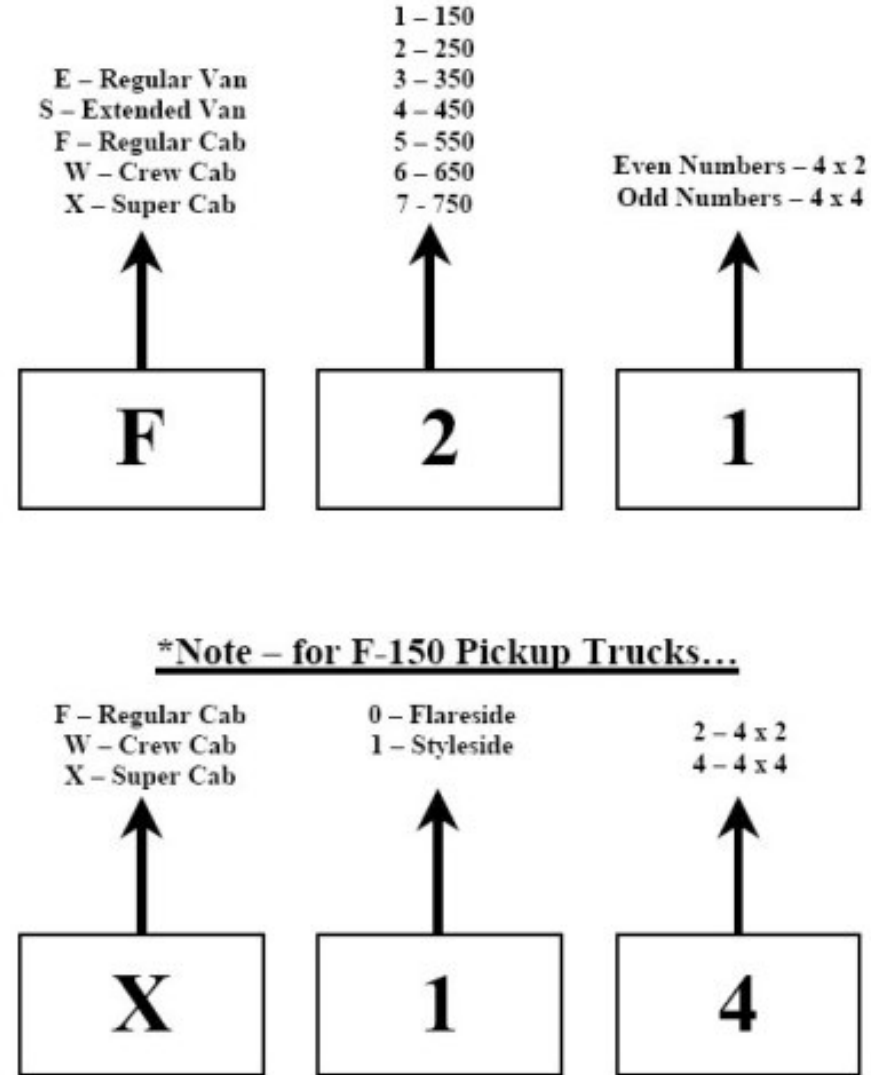 E – Regular Van
S – Extended Van
F – Regular Cab
W – Crew Cab
X – Super Cab
1 – 150
2 – 250
3 – 350
4 – 450
5 – 550
6 – 650
7 - 750
Even Numbers – 4 x 2
Odd Numbers – 4 x 4
F
2
1
*Note – for F-150 Pickup Trucks…
F – Regular Cab
W – Crew Cab
X – Super Cab
0 – Flareside
1 – Styleside
2 – 4 x 2
4 – 4 x 4
X
1
4